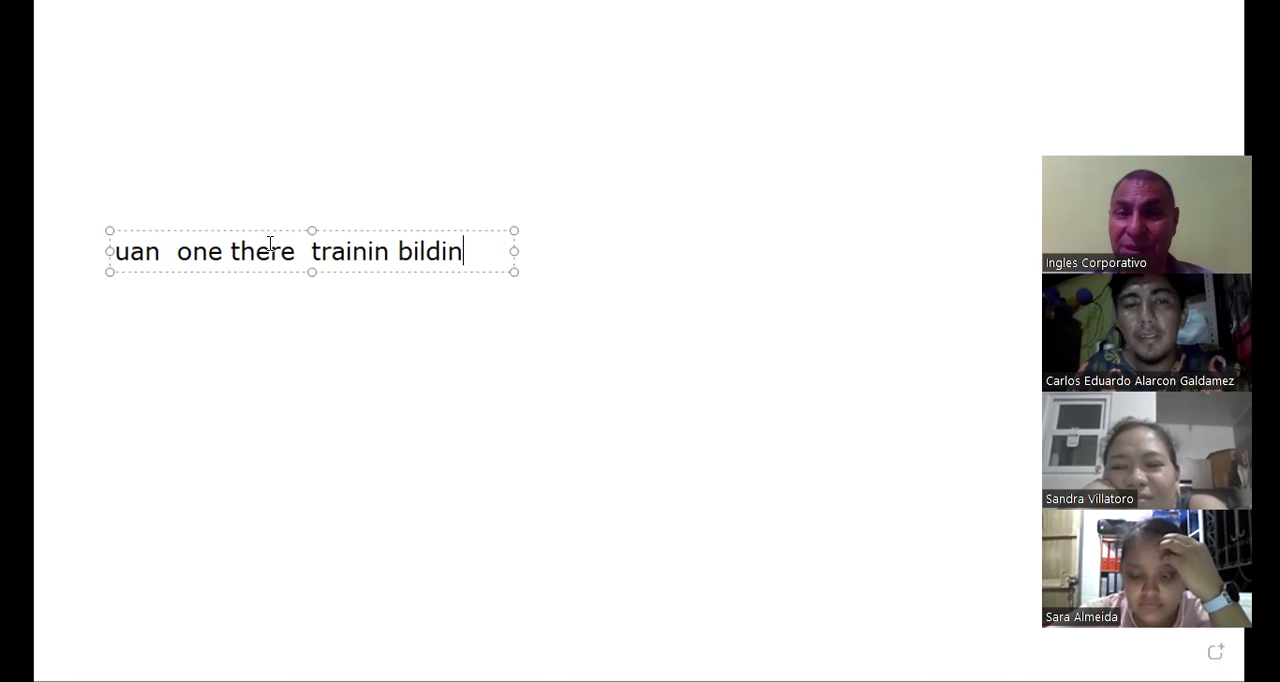 uan  one there  trainin bildin
Ingles Corporativo
Carlos Eduardo Alarcon Galdamez
Sandra Villatoro
Sara Almeida